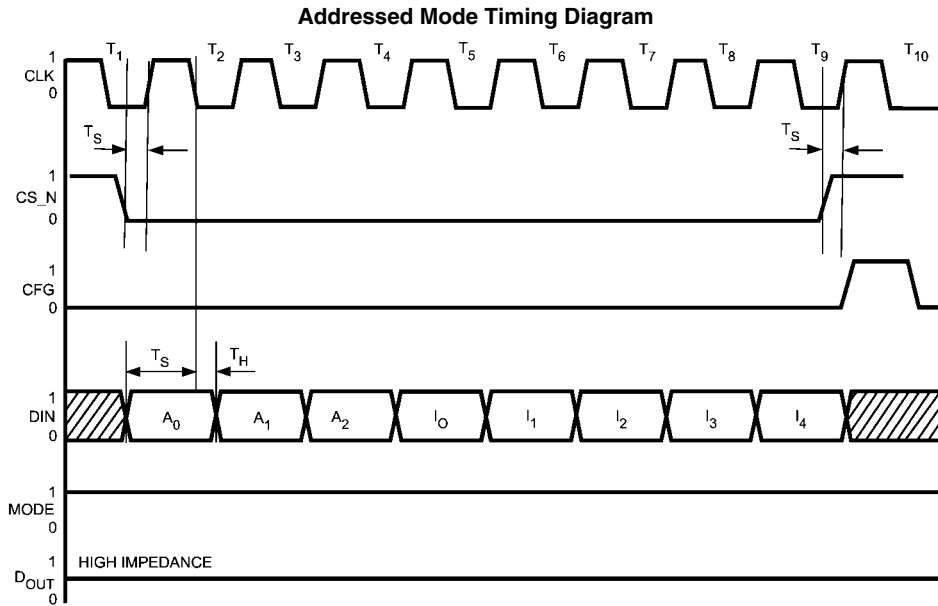 Addressed Mode Timing Diagram
T1 T2 T3 T4 T5 T6 T7 T8 T9 T10
1
CLK
0
TS TS
1
CS_N
0
1
CFG
0
TS TH
1
DIN A0 A1 A2 IO I1 I2 I3 I4
0
1
MODE
0
HIGH IMPEDANCE
1
DOUT
0